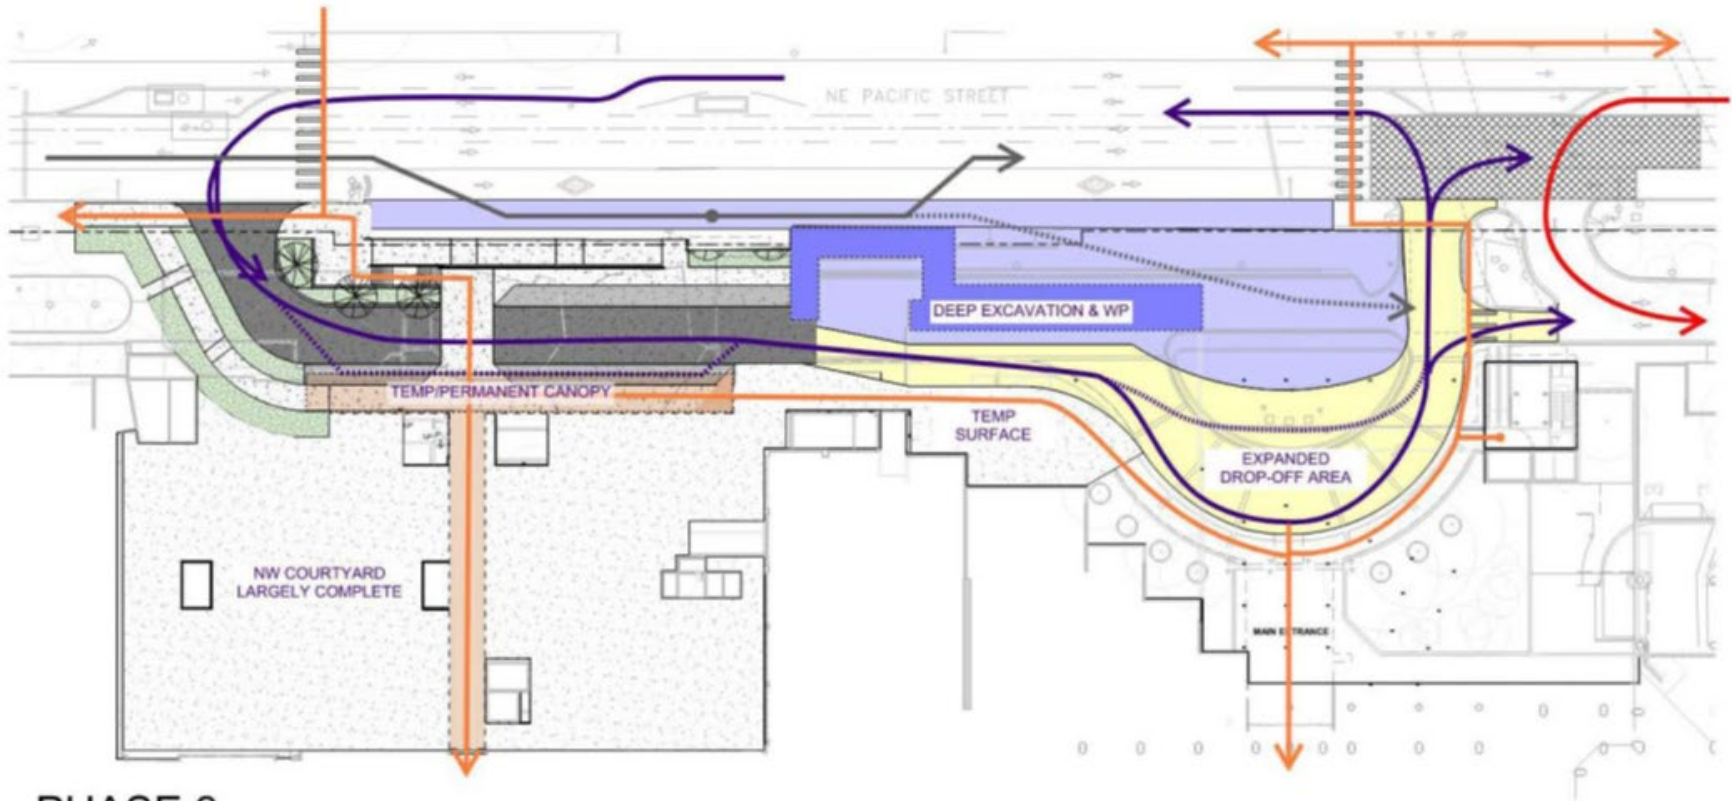 NE PACIFIC STREET
DEEP EXCAVATION & WP
TEMP/PERMANENT CANOPY
TEMP
SURFACE
EXPANDED
DROP-OFF AREA
NW COURTYARD
LARGELY COMPLETE
MAIN ENTRANCE
PHASE